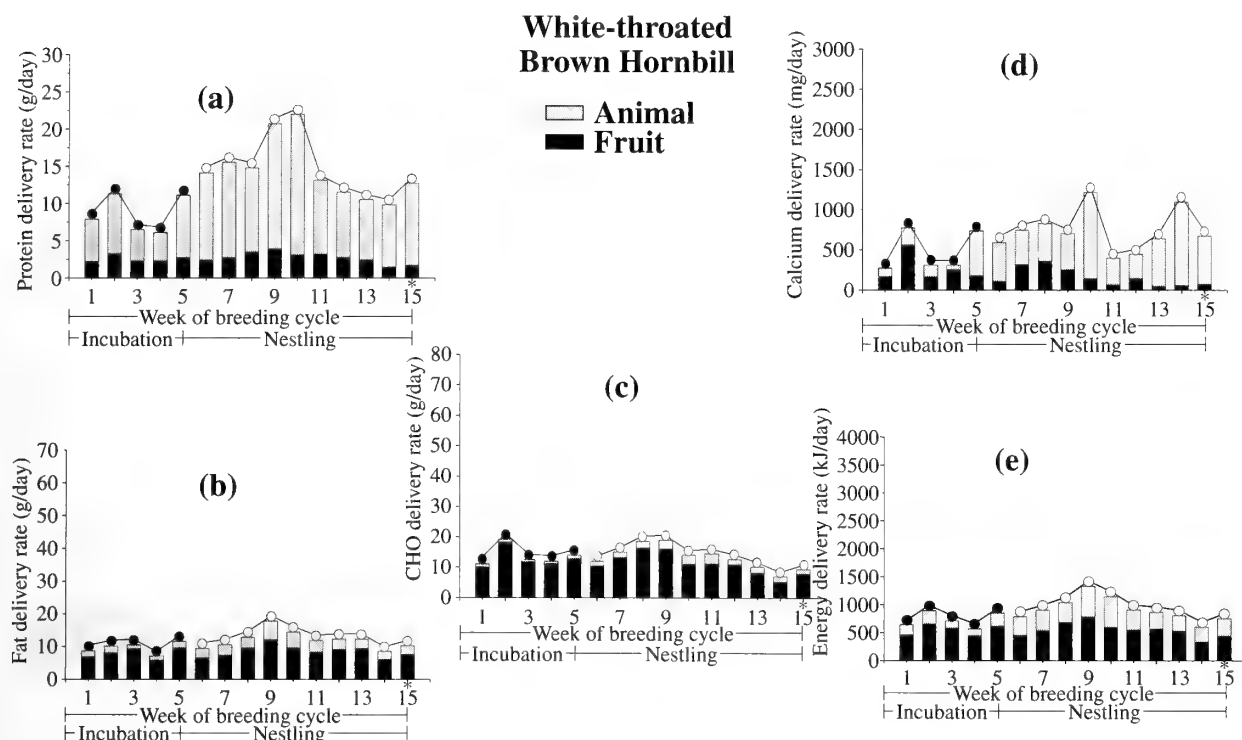 White-throated
Brown Hornbill
Animal
Fruit
(a)
Protein delivery rate (g/day)
30
25
20
15
10
5
0
1 3 5 7 9 11 13 15
*
Week of breeding cycle
Incubation Nestling
(d)
Calcium delivery rate (mg/day)
3000
2500
2000
1500
1000
500
0
1 3 5 7 9 11 13 15
*
Week of breeding cycle
Incubation Nestling
(b)
Fat delivery rate (g/day)
70
60
50
40
30
20
10
0
1 3 5 7 9 11 13 15
*
Week of breeding cycle
Incubation Nestling
(c)
CHO delivery rate (g/day)
80
70
60
50
40
30
20
10
0
1 3 5 7 9 11 13 15
*
Week of breeding cycle
Incubation Nestling
(e)
Energy delivery rate (kJ/day)
4000
3500
3000
2500
2000
1500
1000
500
0
1 3 5 7 9 11 13 15
*
Week of breeding cycle
Incubation Nestling